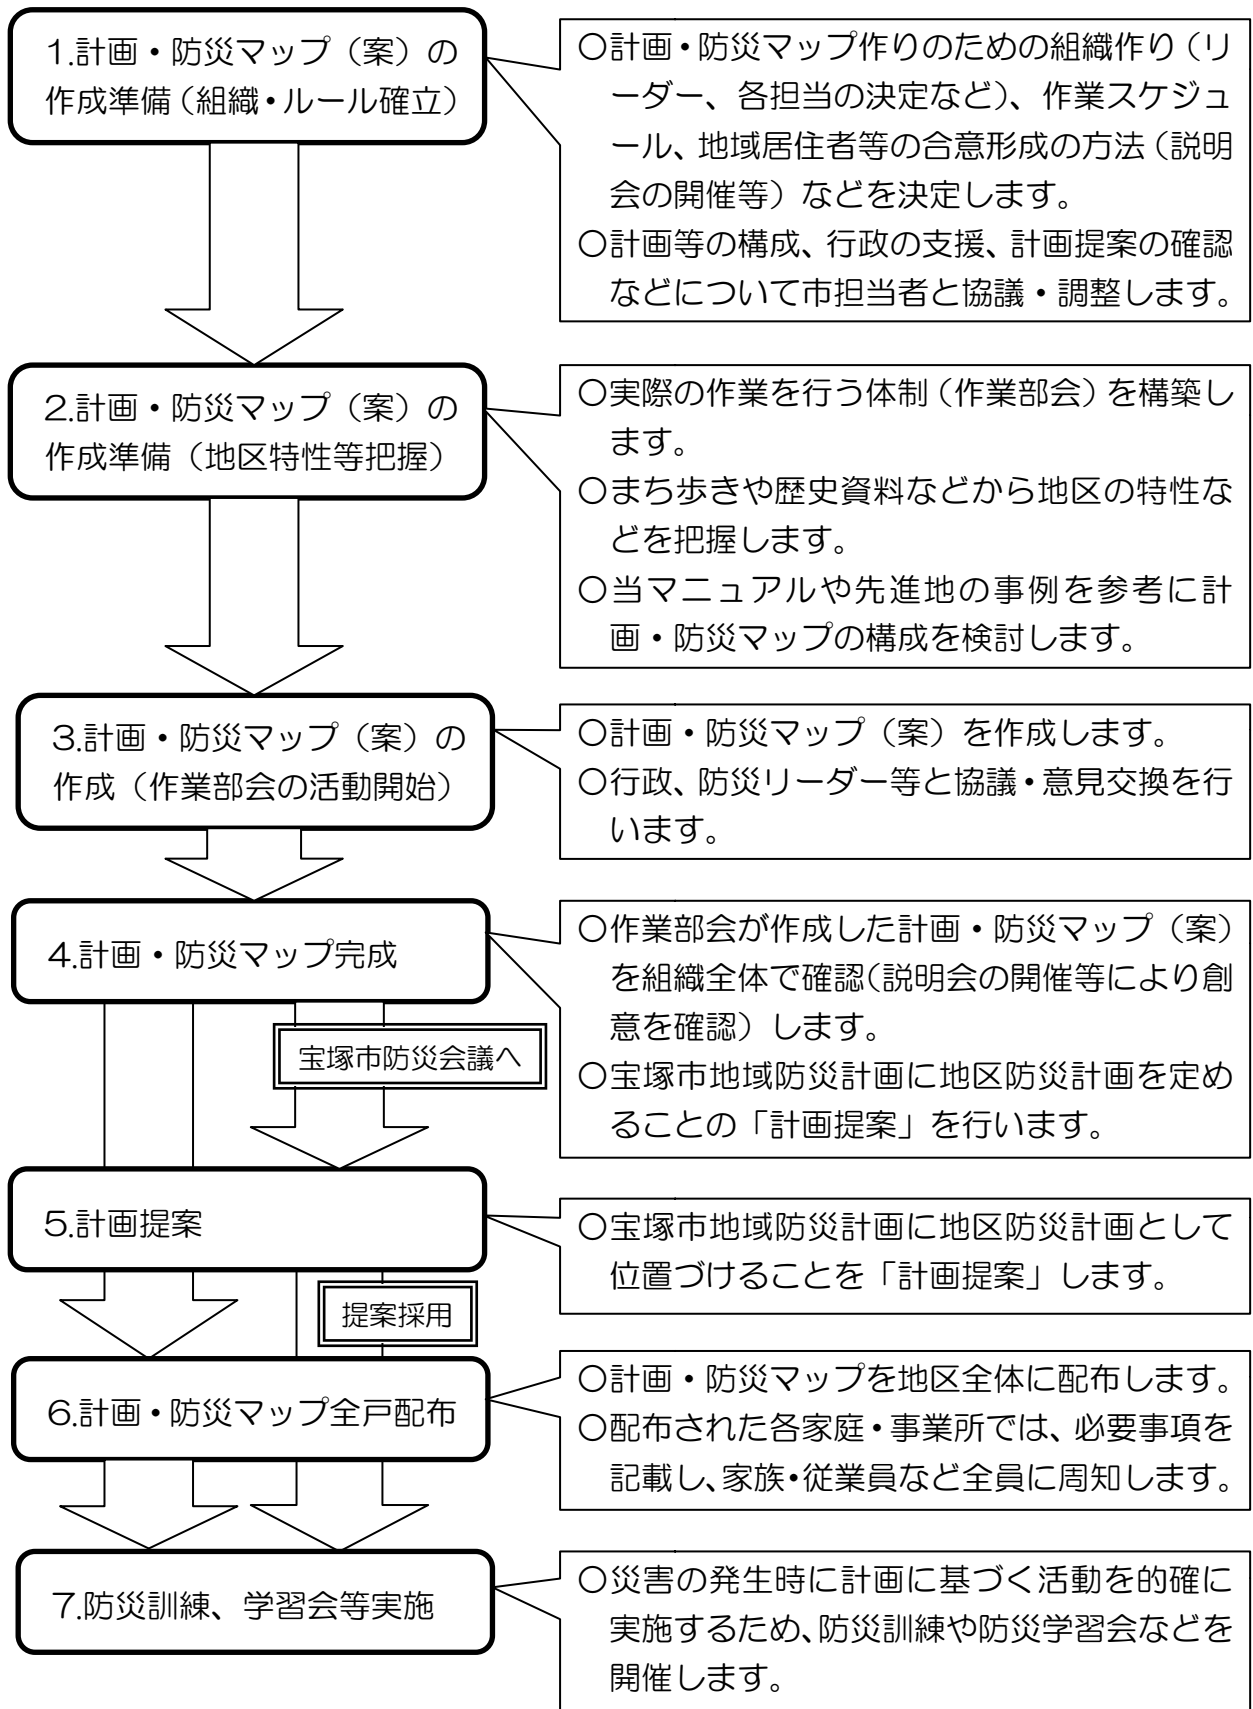 1.計画・防災マップ（案）の
作成準備（組織・ルール確立）
〇計画・防災マップ作りのための組織作り（リ
ーダー、各担当の決定など）、作業スケジュ
ール、地域居住者等の合意形成の方法（説明
会の開催等）などを決定します。
〇計画等の構成、行政の支援、計画提案の確認
などについて市担当者と協議・調整します。
2.計画・防災マップ（案）の
作成準備（地区特性等把握）
〇実際の作業を行う体制（作業部会）を構築し
ます。
〇まち歩きや歴史資料などから地区の特性な
どを把握します。
〇当マニュアルや先進地の事例を参考に計
画・防災マップの構成を検討します。
3.計画・防災マップ（案）の
作成（作業部会の活動開始）
〇計画・防災マップ（案）を作成します。
〇行政、防災リーダー等と協議・意見交換を行
います。
4.計画・防災マップ完成
〇作業部会が作成した計画・防災マップ（案）
を組織全体で確認（説明会の開催等により創
意を確認）します。
〇宝塚市地域防災計画に地区防災計画を定め
ることの「計画提案」を行います。
宝塚市防災会議へ
5.計画提案
〇宝塚市地域防災計画に地区防災計画として
位置づけることを「計画提案」します。
提案採用
6.計画・防災マップ全戸配布
〇計画・防災マップを地区全体に配布します。
〇配布された各家庭・事業所では、必要事項を
記載し、家族・従業員など全員に周知します。
7.防災訓練、学習会等実施
〇災害の発生時に計画に基づく活動を的確に
実施するため、防災訓練や防災学習会などを
開催します。